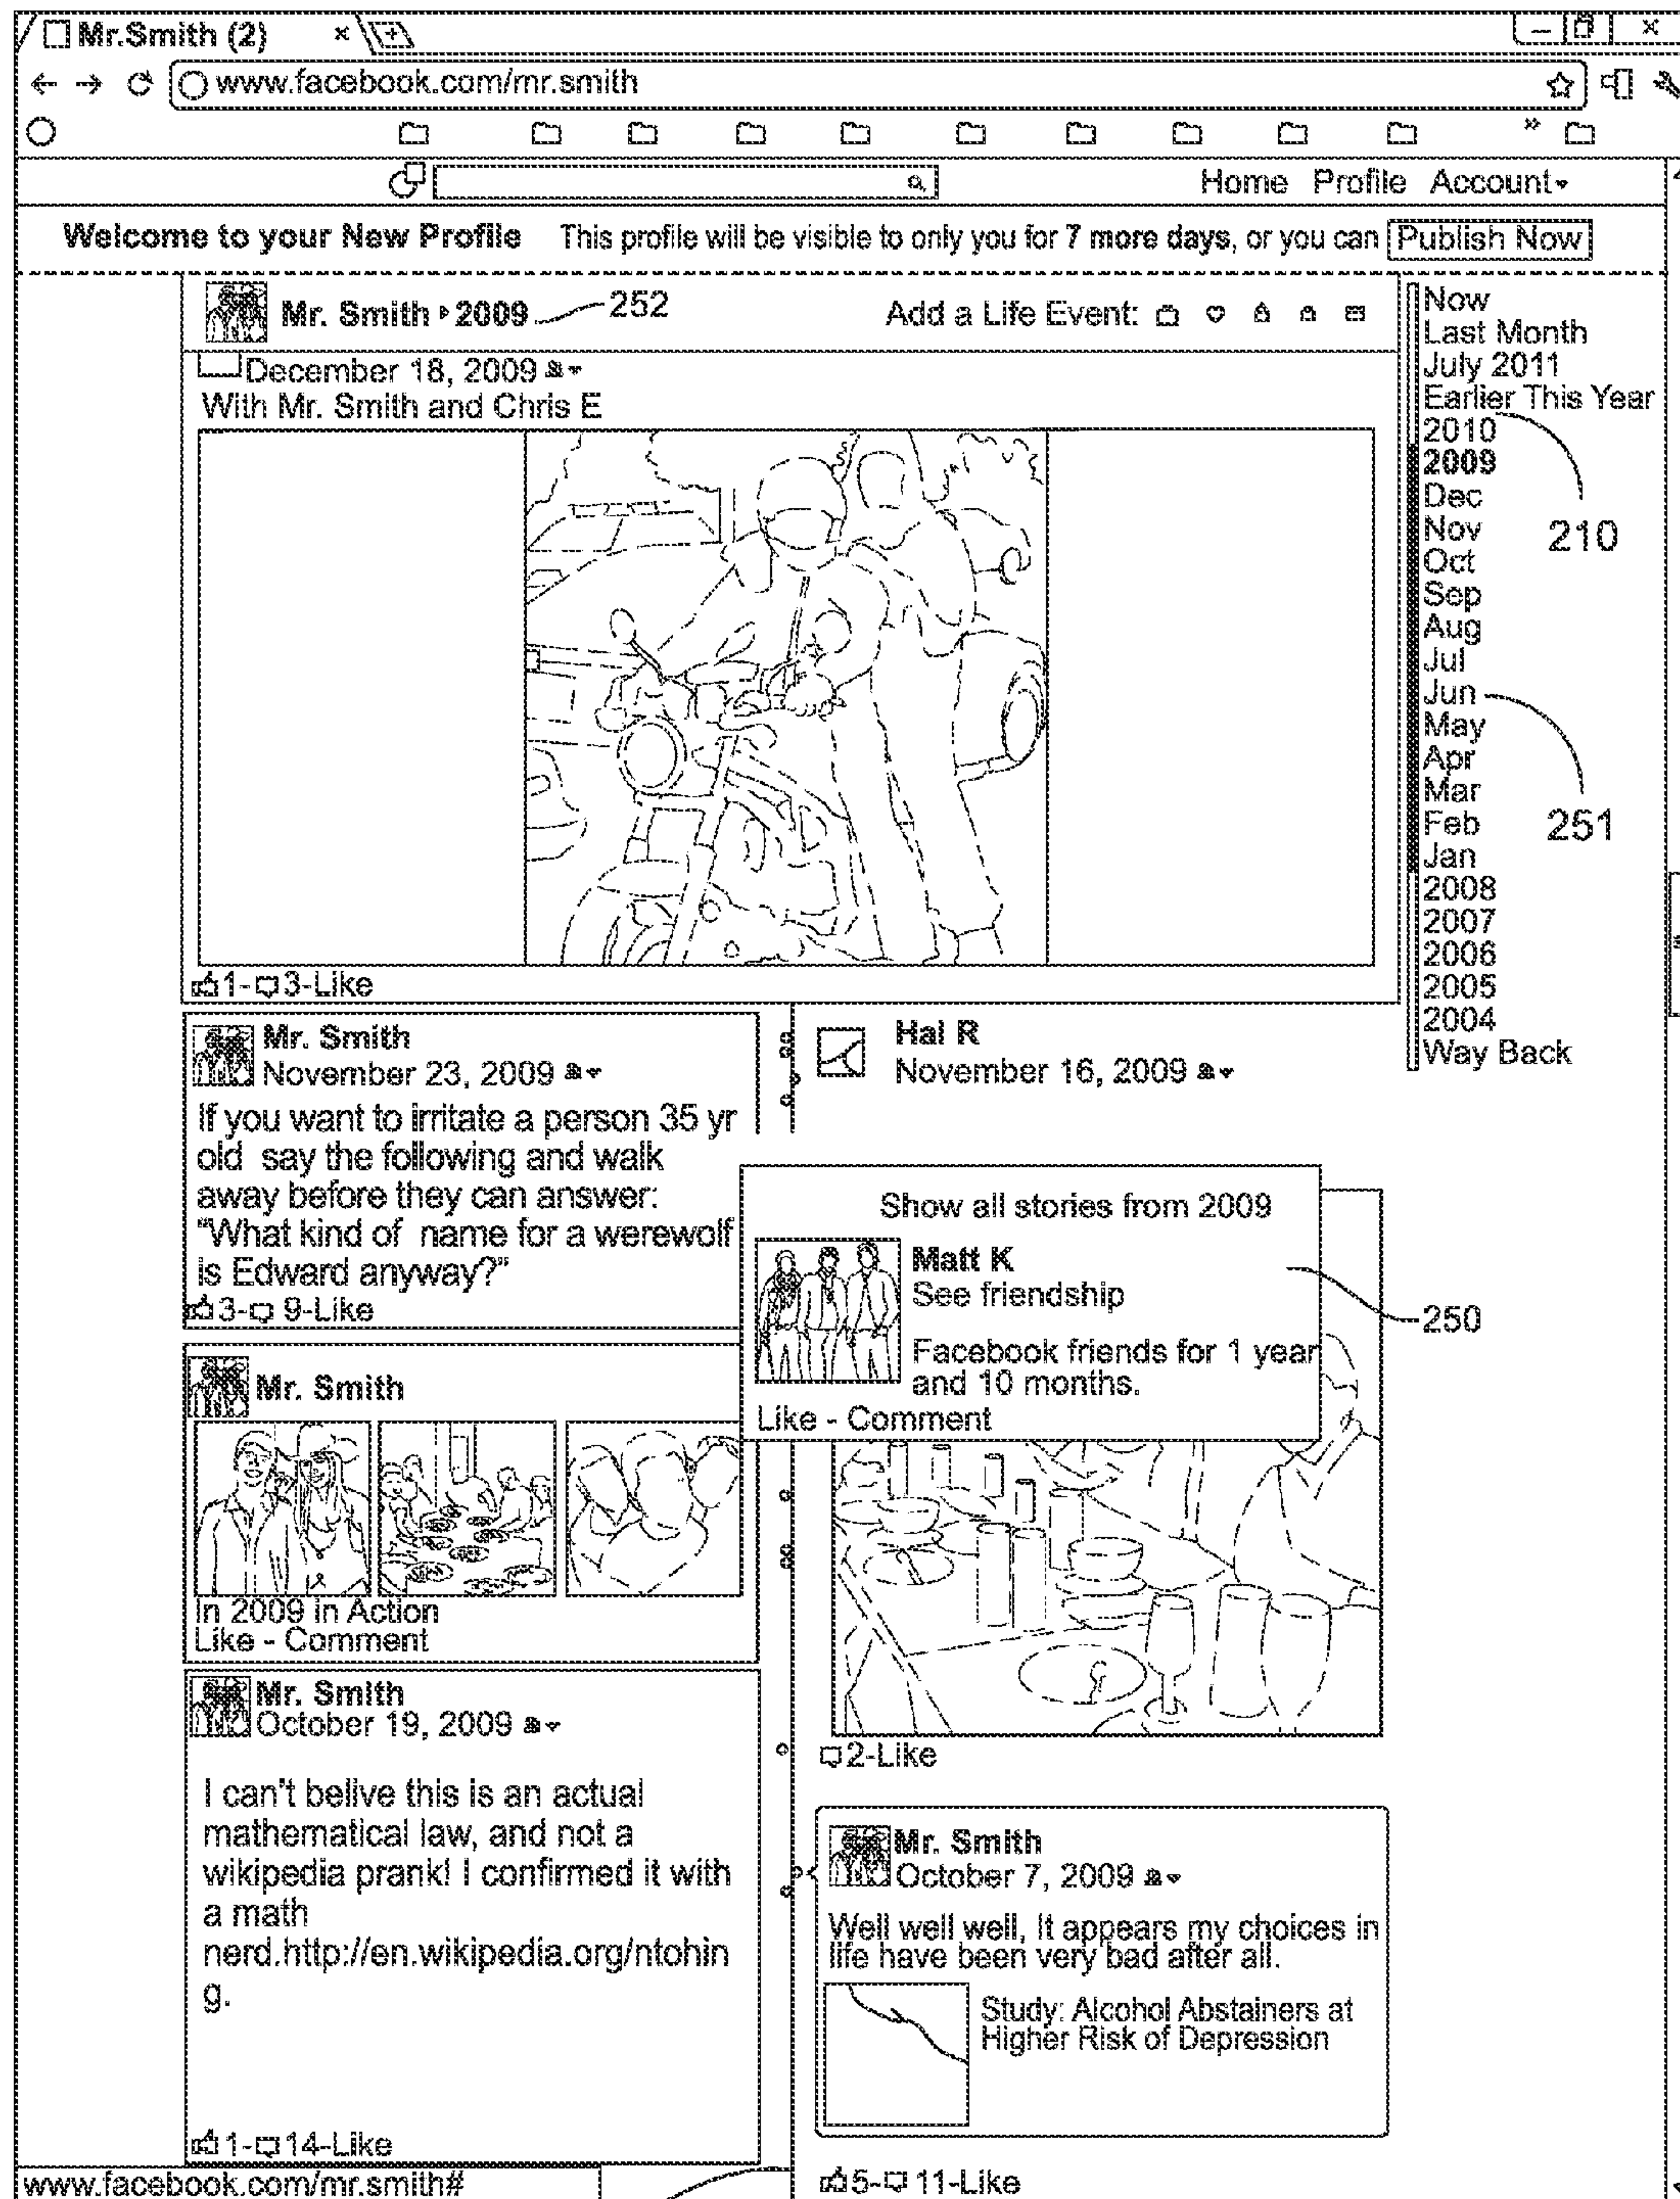 Mr.Smith (2)
www.facebook.com/mr.smith
Home Profile Account
Welcome to your New Profile This profile will be visible to only you for 7 more days, or you can Publish Now
Mr. Smith 2009 252 Add a Life Event:
December 18, 2009
With Mr. Smith and Chris E
1- 3-Like
Now
Last Month
July 2011
Earlier This Year
2010
2009
Dec
Nov
Oct
Sep
Aug
Jul
Jun
May
Apr
Mar
Feb
Jan
2008
2007
2006
2005
2004
Way Back
210
251
Mr. Smith
November 23, 2009
If you want to irritate a person 35 yr
old say the following and walk
away before they can answer:
"What kind of name for a werewolf
is Edward anyway?"
3- 9-Like
Hal R
November 16, 2009
Show all stories from 2009
Matt K
See friendship
Facebook friends for 1 year
and 10 months.
Like - Comment
250
Mr. Smith
In 2009 in Action
Like - Comment
2-Like
Mr. Smith
October 19, 2009
I can't belive this is an actual
mathematical law, and not a
wikipedia prank! I confirmed it with
a math
nerd.http://en.wikipedia.org/ntohin
g.
1- 14-Like
Mr. Smith
October 7, 2009
Well well well, It appears my choices in
life have been very bad after all.
Study: Alcohol Abstainers at
Higher Risk of Depression
5- 11-Like
www.facebook.com/mr.smith#